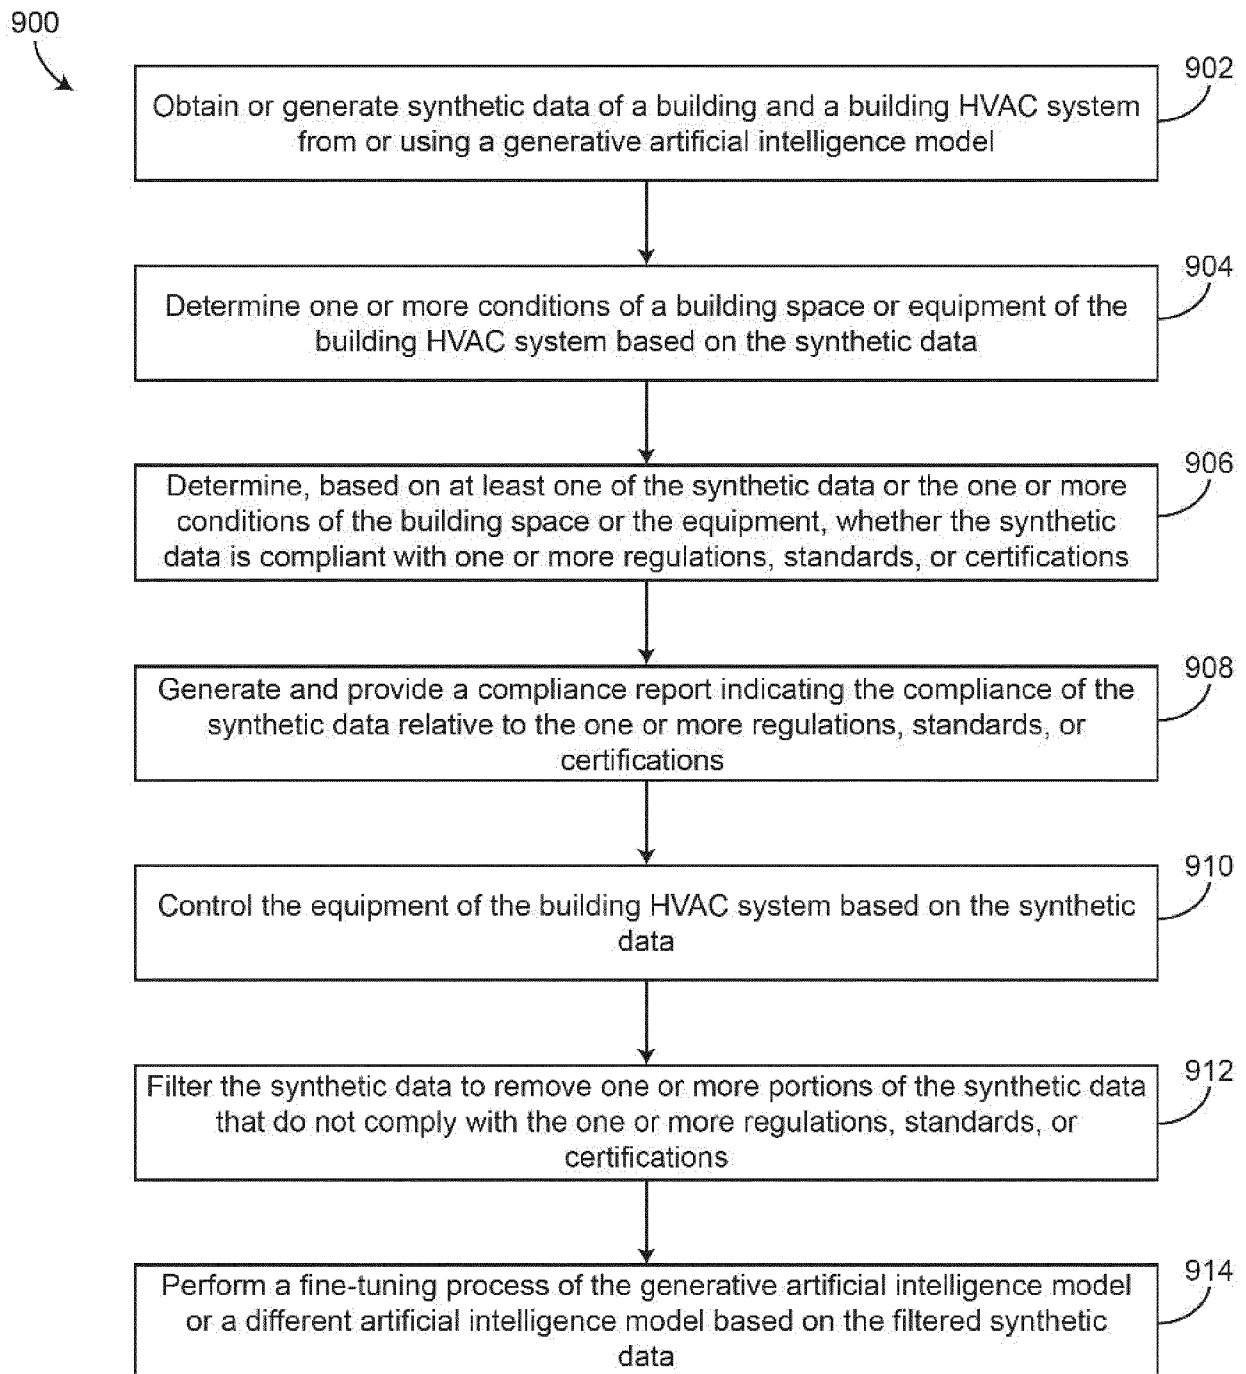 900
902
Obtain or generate synthetic data of a building and a building HVAC system
from or using a generative artificial intelligence model
904
Determine one or more conditions of a building space or equipment of the
building HVAC system based on the synthetic data
906
Determine, based on at least one of the synthetic data or the one or more
conditions of the building space or the equipment, whether the synthetic
data is compliant with one or more regulations, standards, or certifications
908
Generate and provide a compliance report indicating the compliance of the
synthetic data relative to the one or more regulations, standards, or
certifications
910
Control the equipment of the building HVAC system based on the synthetic
data
912
Filter the synthetic data to remove one or more portions of the synthetic data
that do not comply with the one or more regulations, standards, or
certifications
914
Perform a fine-tuning process of the generative artificial intelligence model
or a different artificial intelligence model based on the filtered synthetic
data